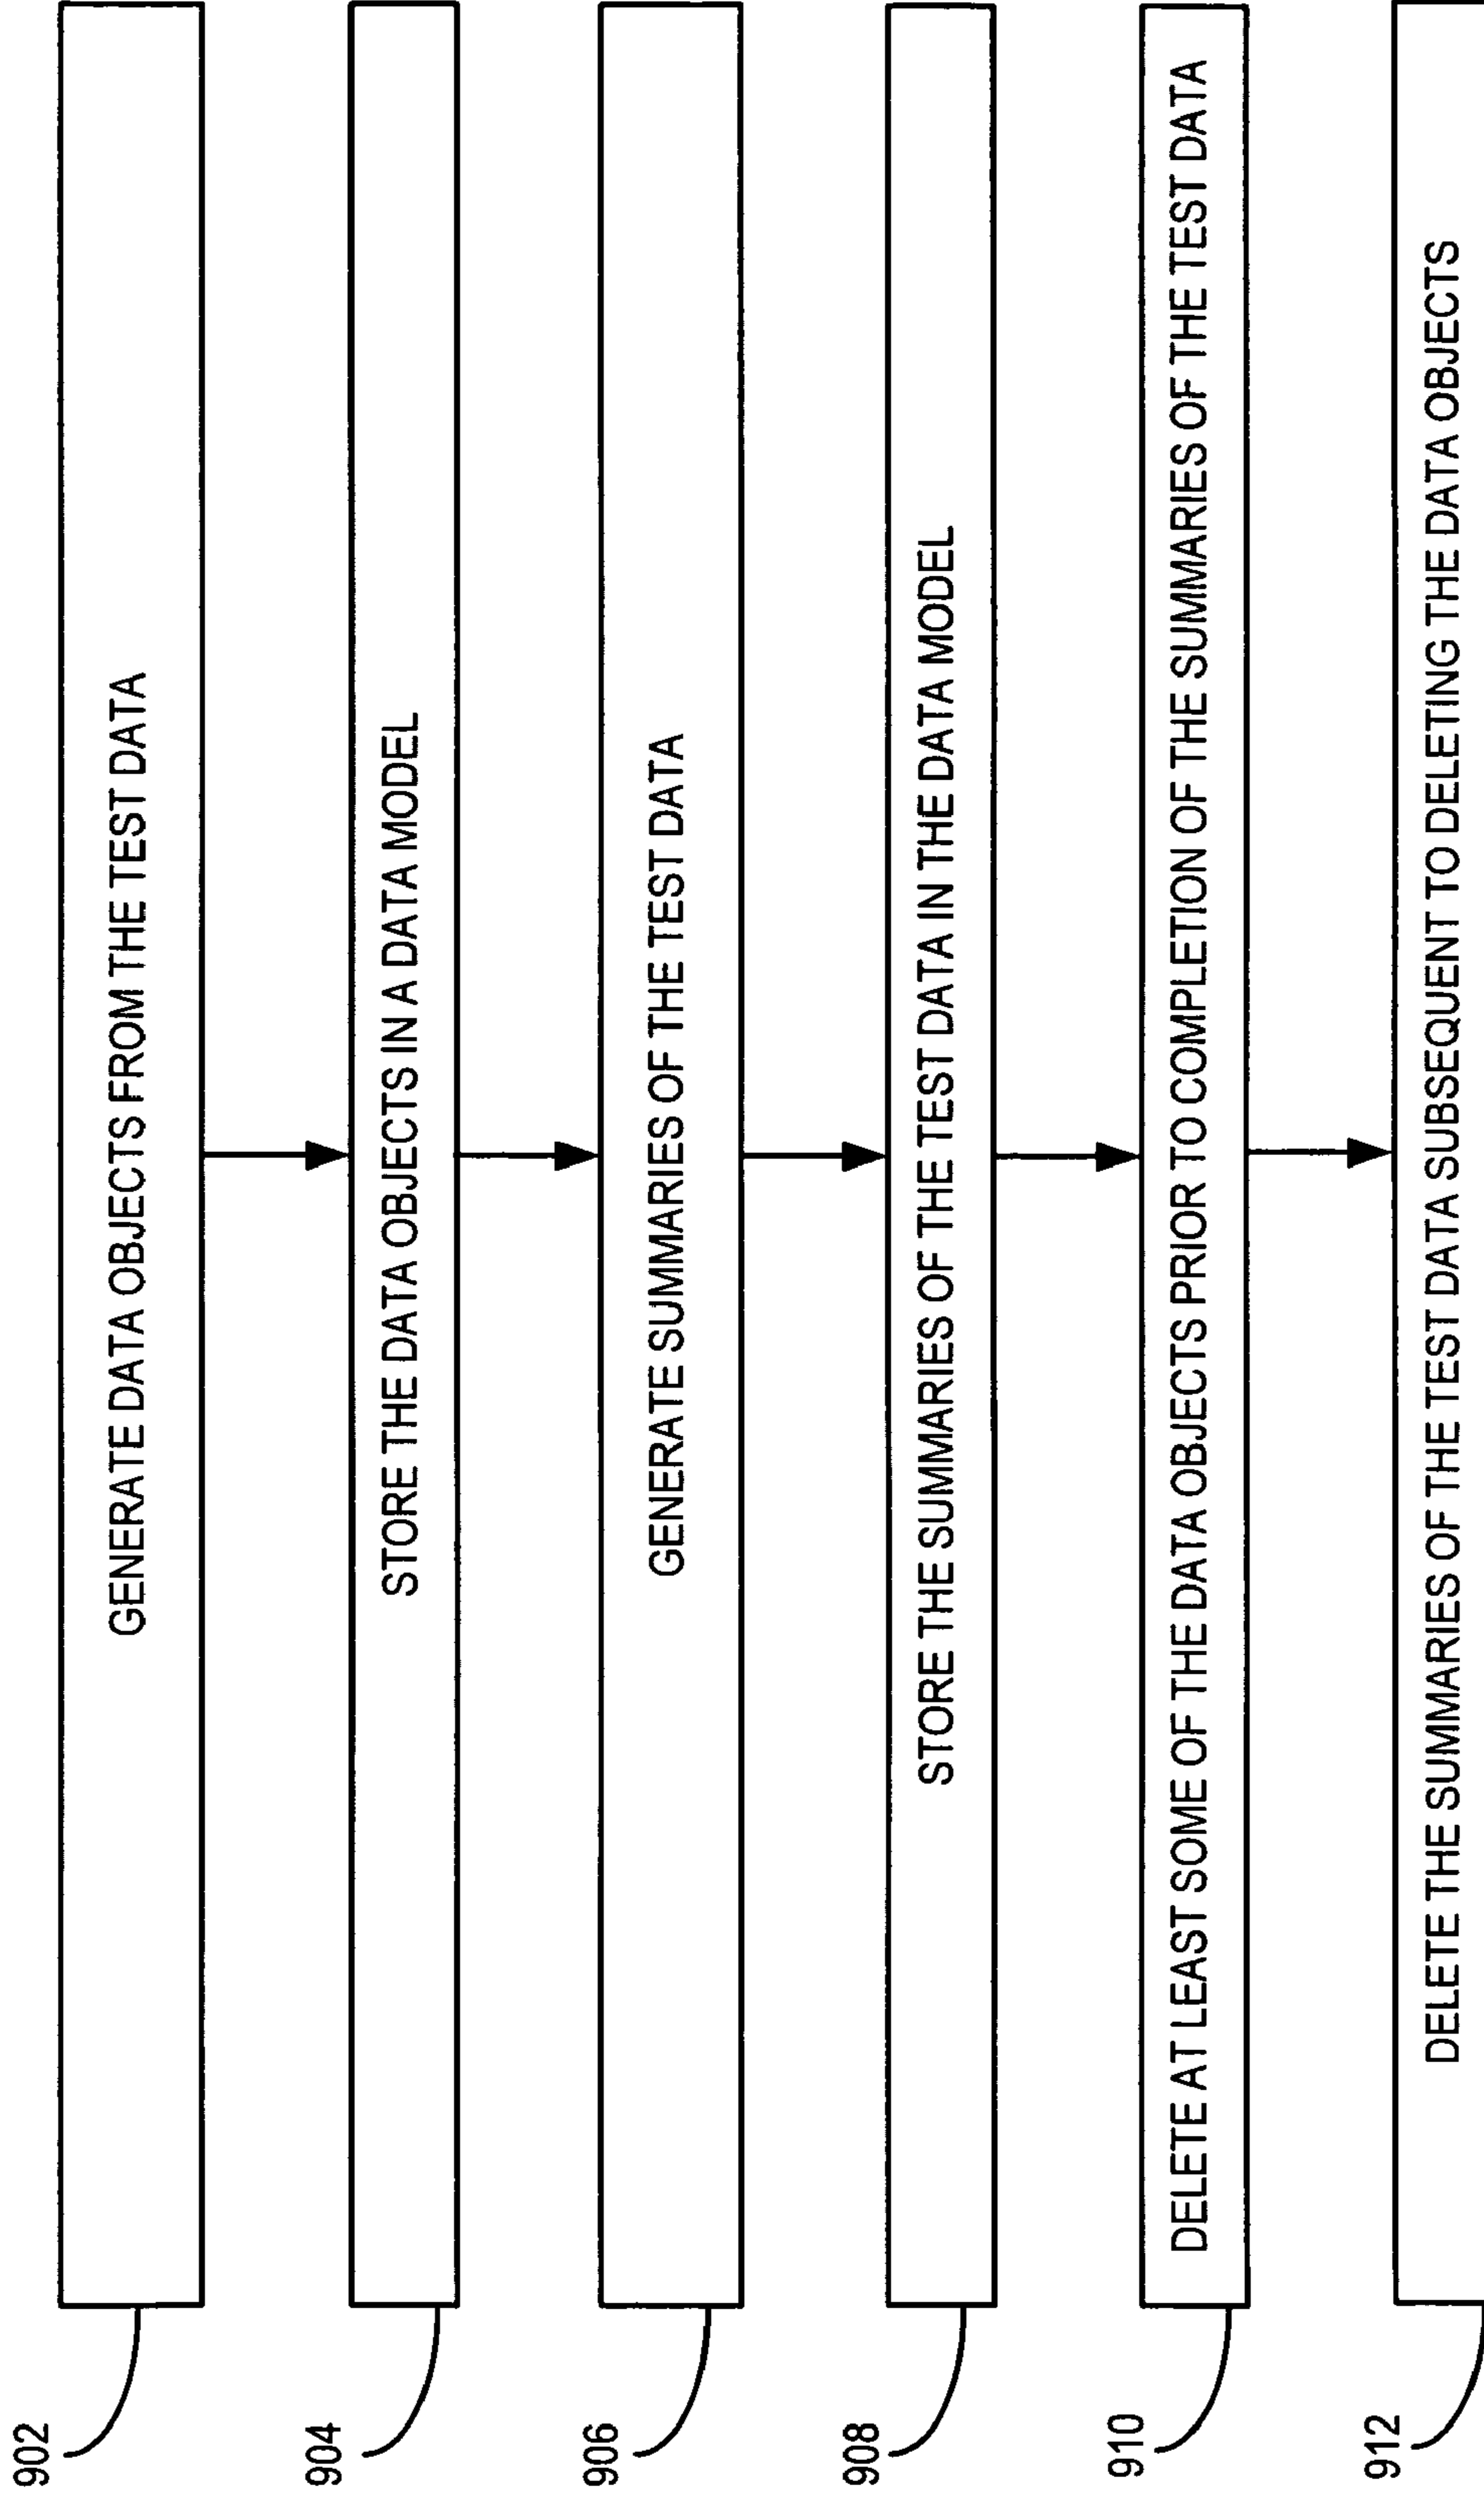 902
GENERATE DATA OBJECTS FROM THE TEST DATA
904
STORE THE DATA OBJECTS IN A DATA MODEL
906
GENERATE SUMMARIES OF THE TEST DATA
908
STORE THE SUMMARIES OF THE TEST DATA IN THE DATA MODEL
910
DELETE AT LEAST SOME OF THE DATA OBJECTS PRIOR TO COMPLETION OF THE SUMMARIES OF THE TEST DATA
912
DELETE THE SUMMARIES OF THE TEST DATA SUBSEQUENT TO DELETING THE DATA OBJECTS